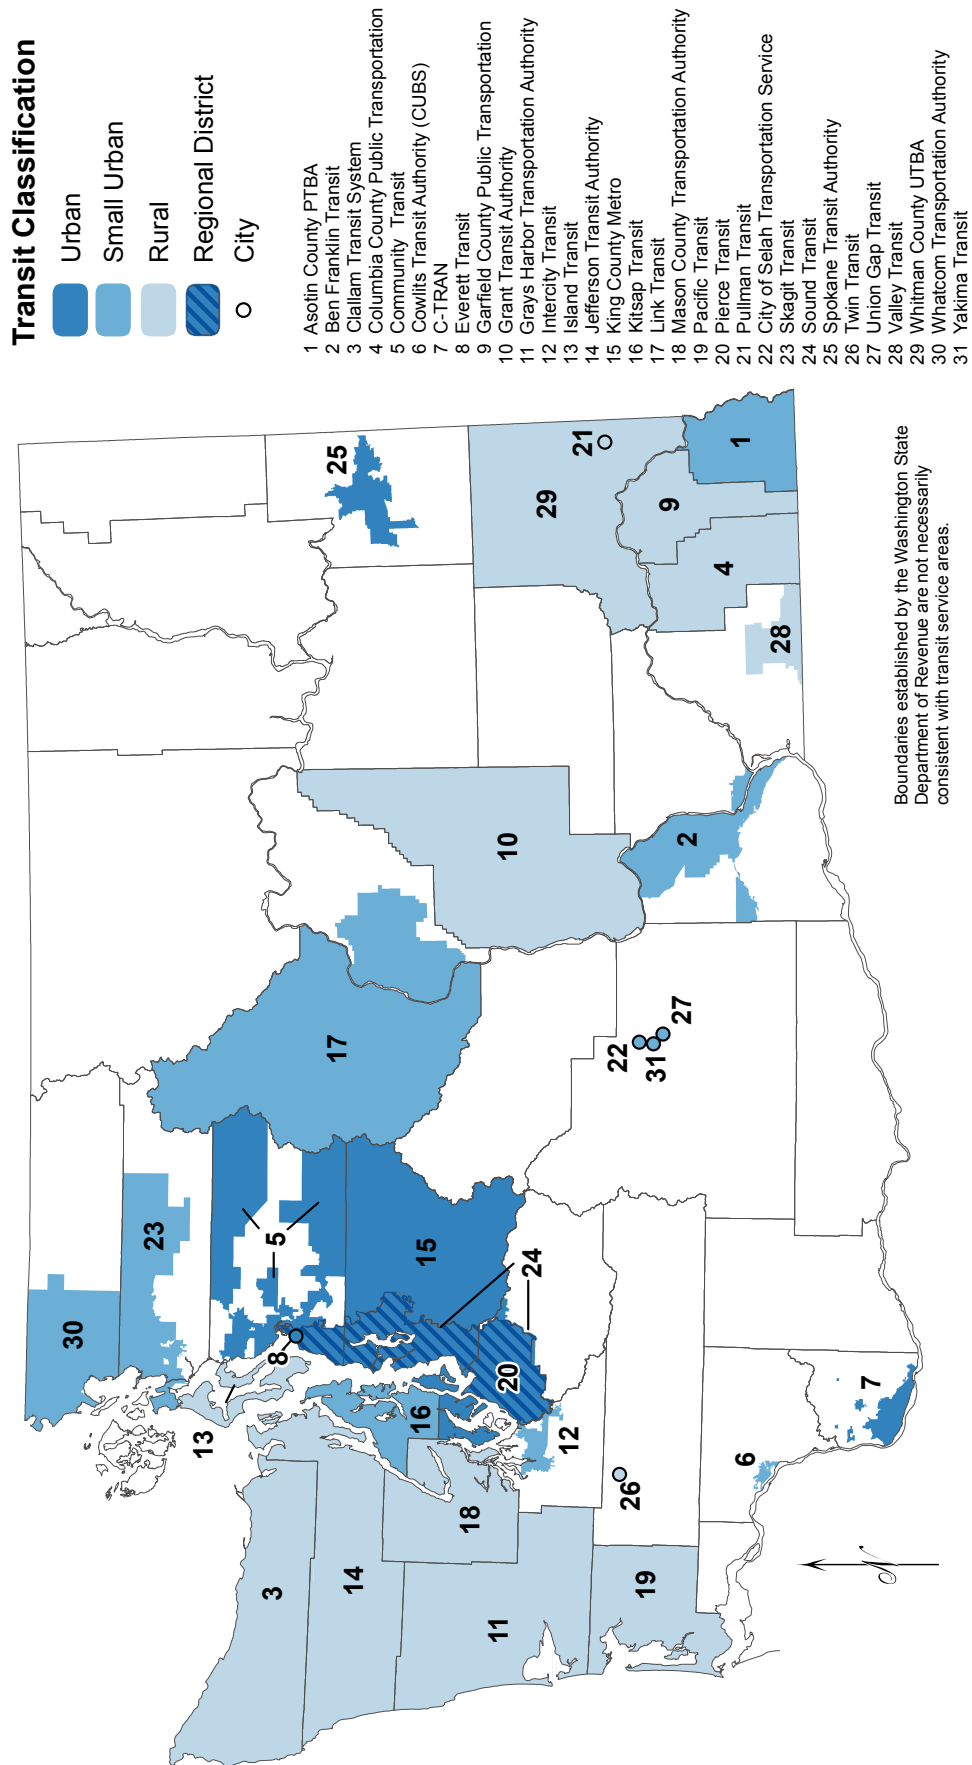 Transit Classification
Urban
Small Urban
Rural
Regional District
City
1 Asotin County PTBA
2 Ben Franklin Transit
3 Clallam Transit System
4 Columbia County Public Transportation
5 Community Transit
6 Cowlits Transit Authority (CUBS)
7 C-TRAN
8 Everett Transit
9 Garfield County Public Transportation
10 Grant Transit Authority
11 Grays Harbor Transportation Authority
12 Intercity Transit
13 Island Transit
14 Jefferson Transit Authority
15 King County Metro
16 Kitsap Transit
17 Link Transit
18 Mason County Transportation Authority
19 Pacific Transit
20 Pierce Transit
21 Pullman Transit
22 City of Selah Transportation Service
23 Skagit Transit
24 Sound Transit
25 Spokane Transit Authority
26 Twin Transit
27 Union Gap Transit
28 Valley Transit
29 Whitman County UTBA
30 Whatcom Transportation Authority
31 Yakima Transit
30
23
13
5
8
3
14
16
15
17
25
18
11
20
24
12
10
29
21
26
19
22
31
27
2
9
4
1
28
6
7
N
Boundaries established by the Washington State
Department of Revenue are not necessarily
consistent with transit service areas.